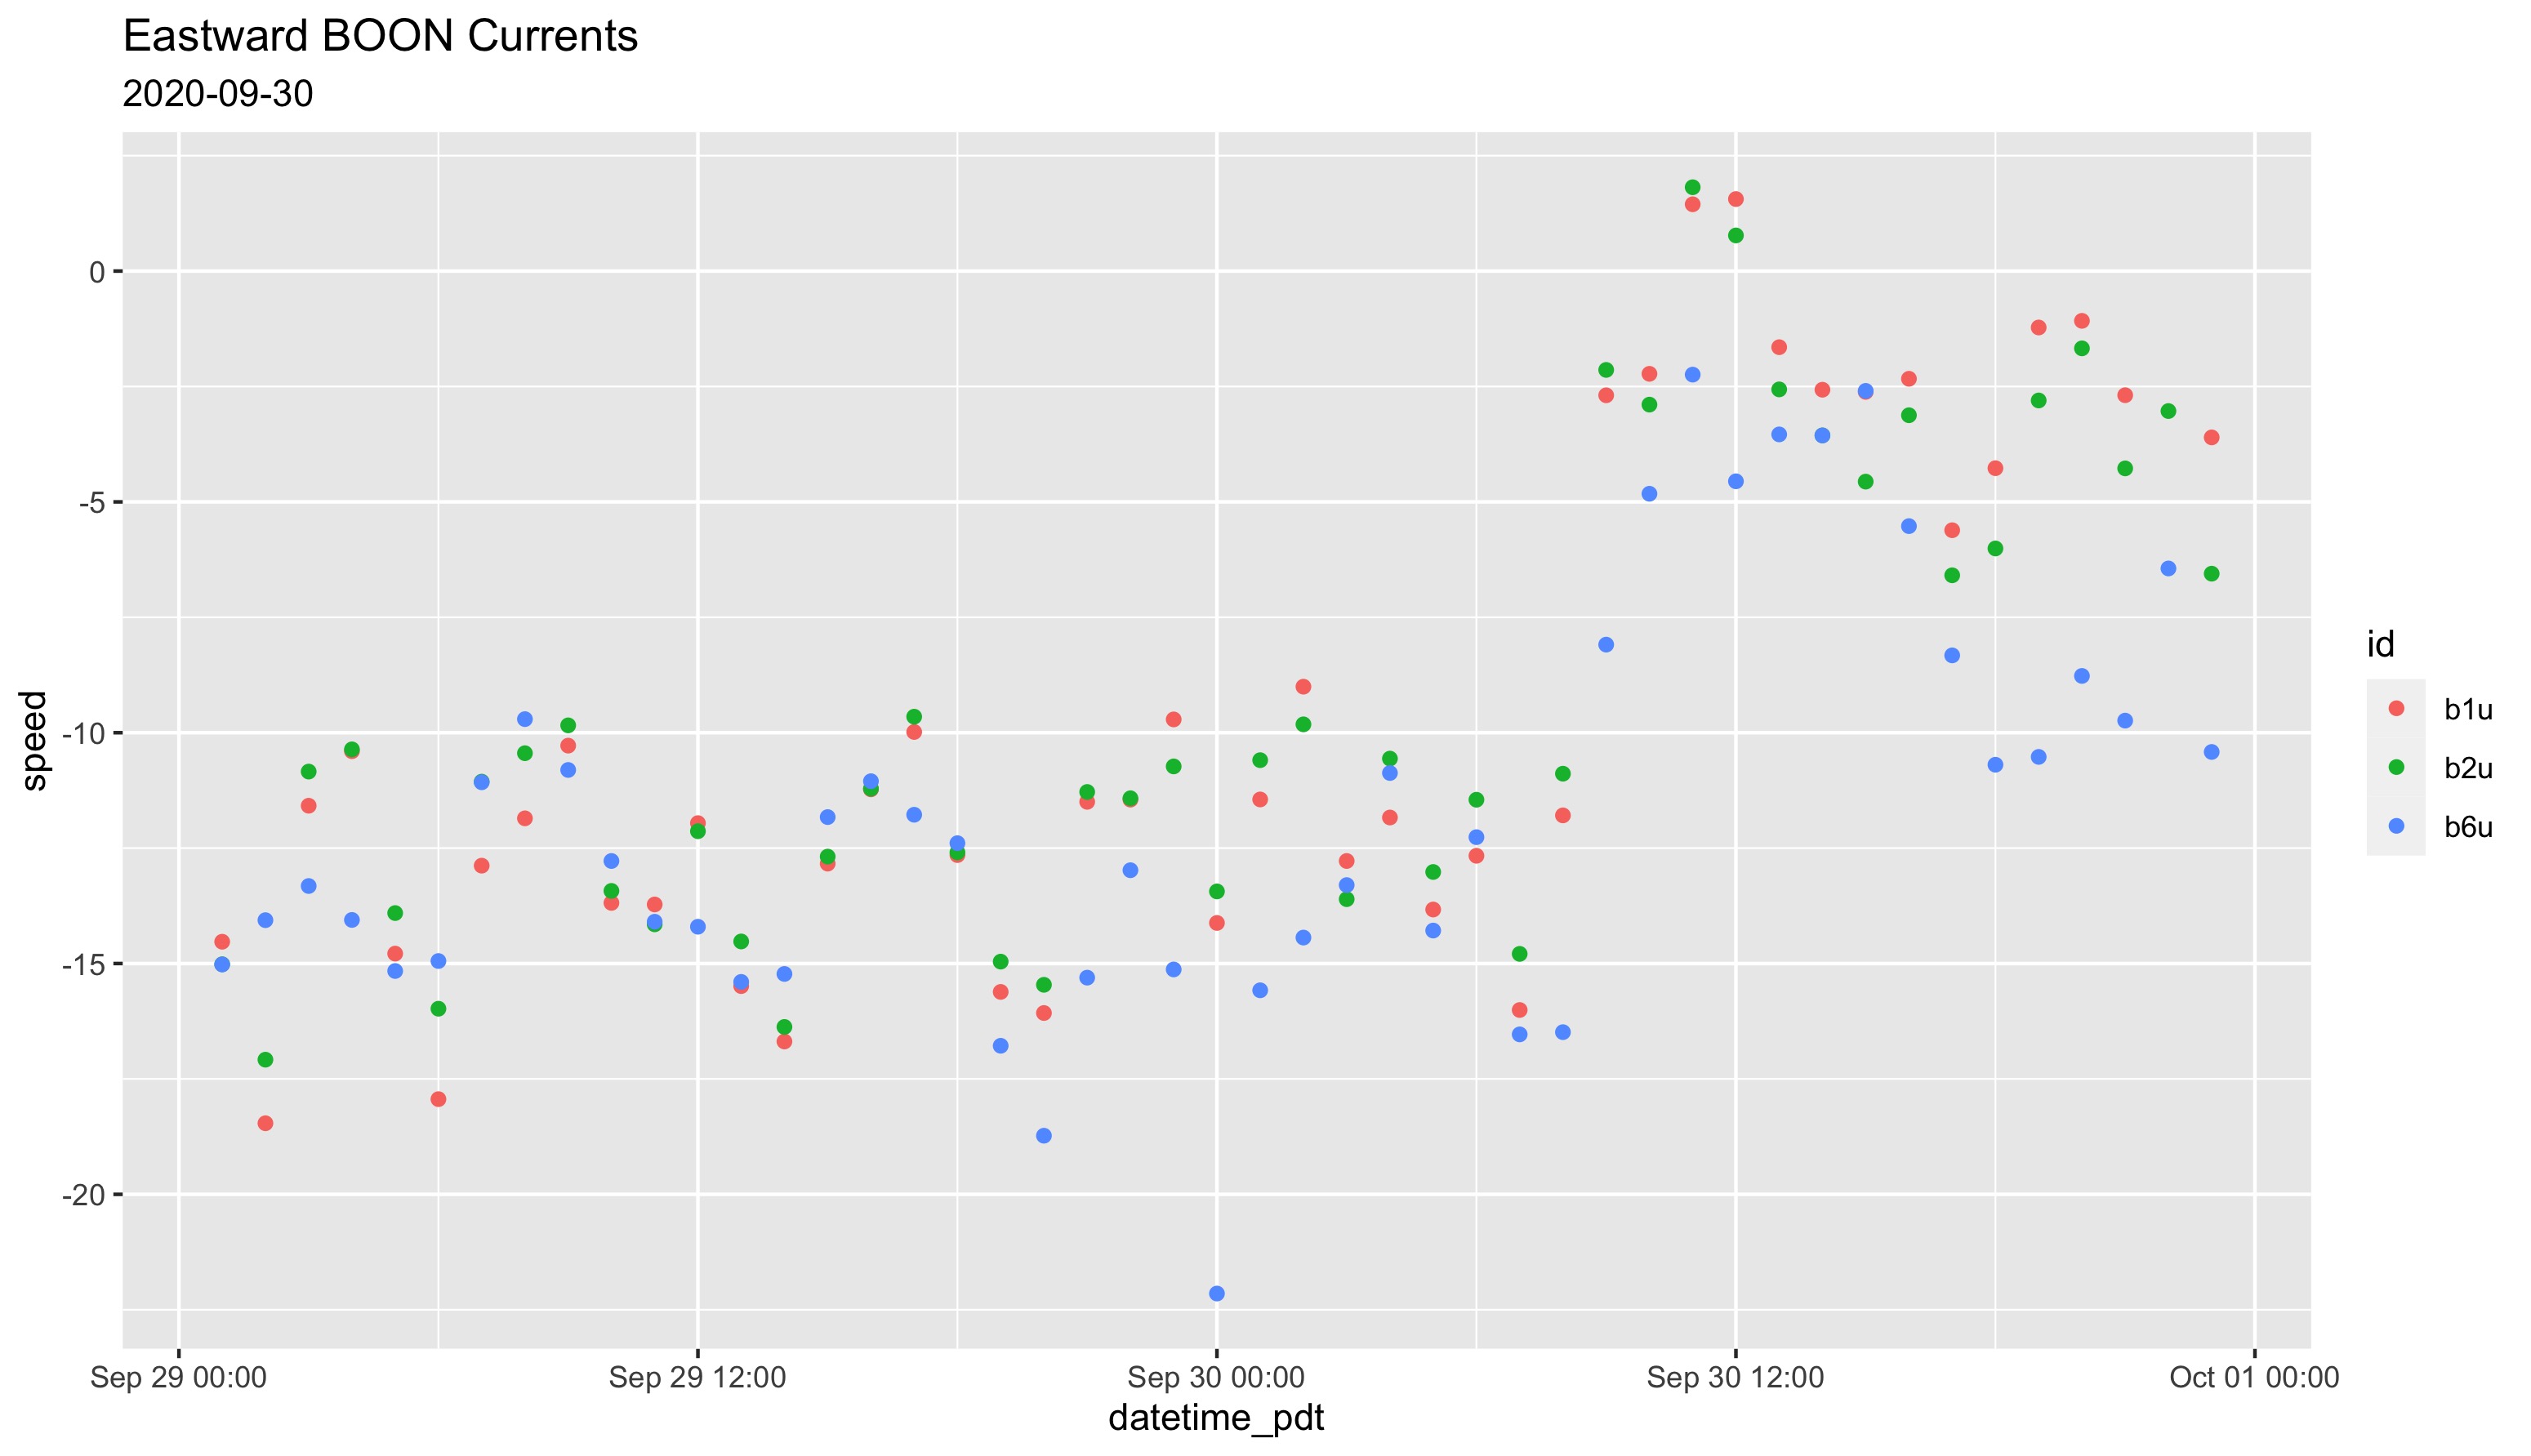 Eastward BOON Currents
2020-09-30
0
-5
-10
-15
-20
speed
Sep 29 00:00
Sep 29 12:00
Sep 30 00:00
Sep 30 12:00
Oct 01 00:00
datetime_pdt
id
b1u
b2u
b6u